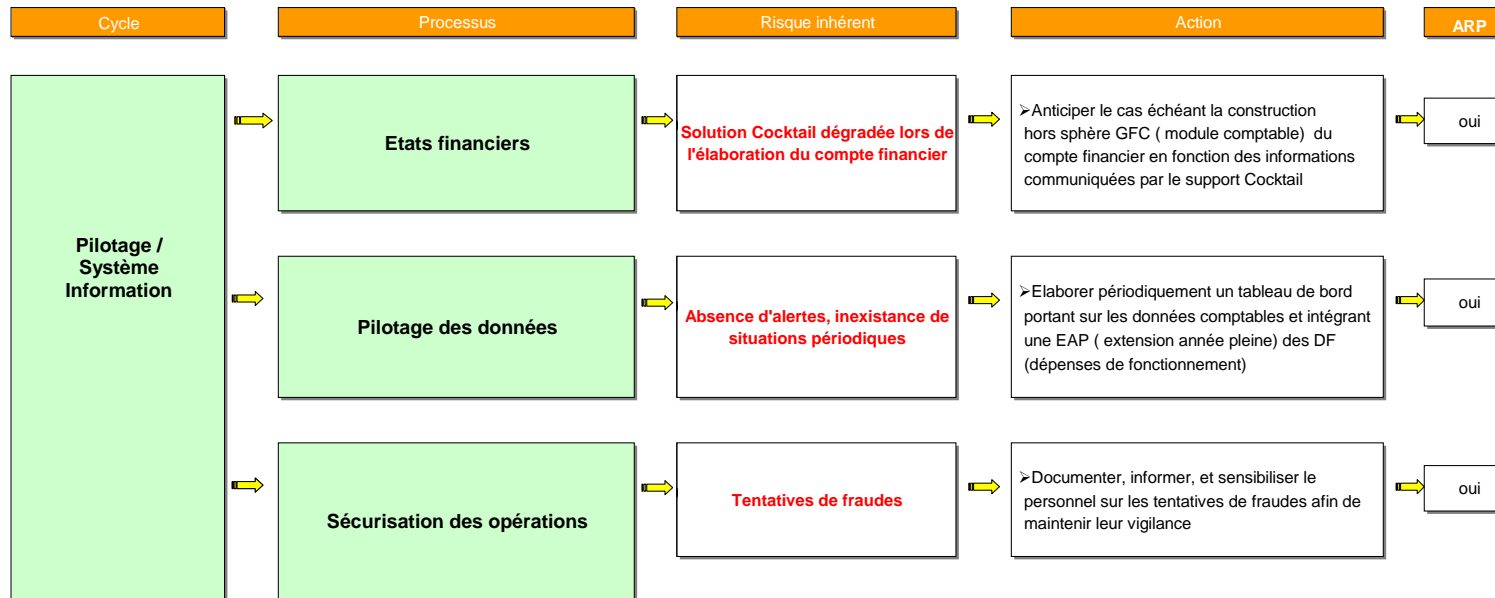 Cycle
Processus
Risque inhérent
Action
ARP
Pilotage /
Système
Information
Etats financiers
Solution Cocktail dégradée lors de
l'élaboration du compte financier
➢Anticiper le cas échéant la construction
hors sphère GFC ( module comptable) du
compte financier en fonction des informations
communiquées par le support Cocktail
oui
Pilotage des données
Absence d'alertes, inexistance de
situations périodiques
➢Elaborer périodiquement un tableau de bord
portant sur les données comptables et intégrant
une EAP ( extension année pleine) des DF
(dépenses de fonctionnement)
oui
Sécurisation des opérations
Tentatives de fraudes
➢Documenter, informer, et sensibiliser le
personnel sur les tentatives de fraudes afin de
maintenir leur vigilance
oui